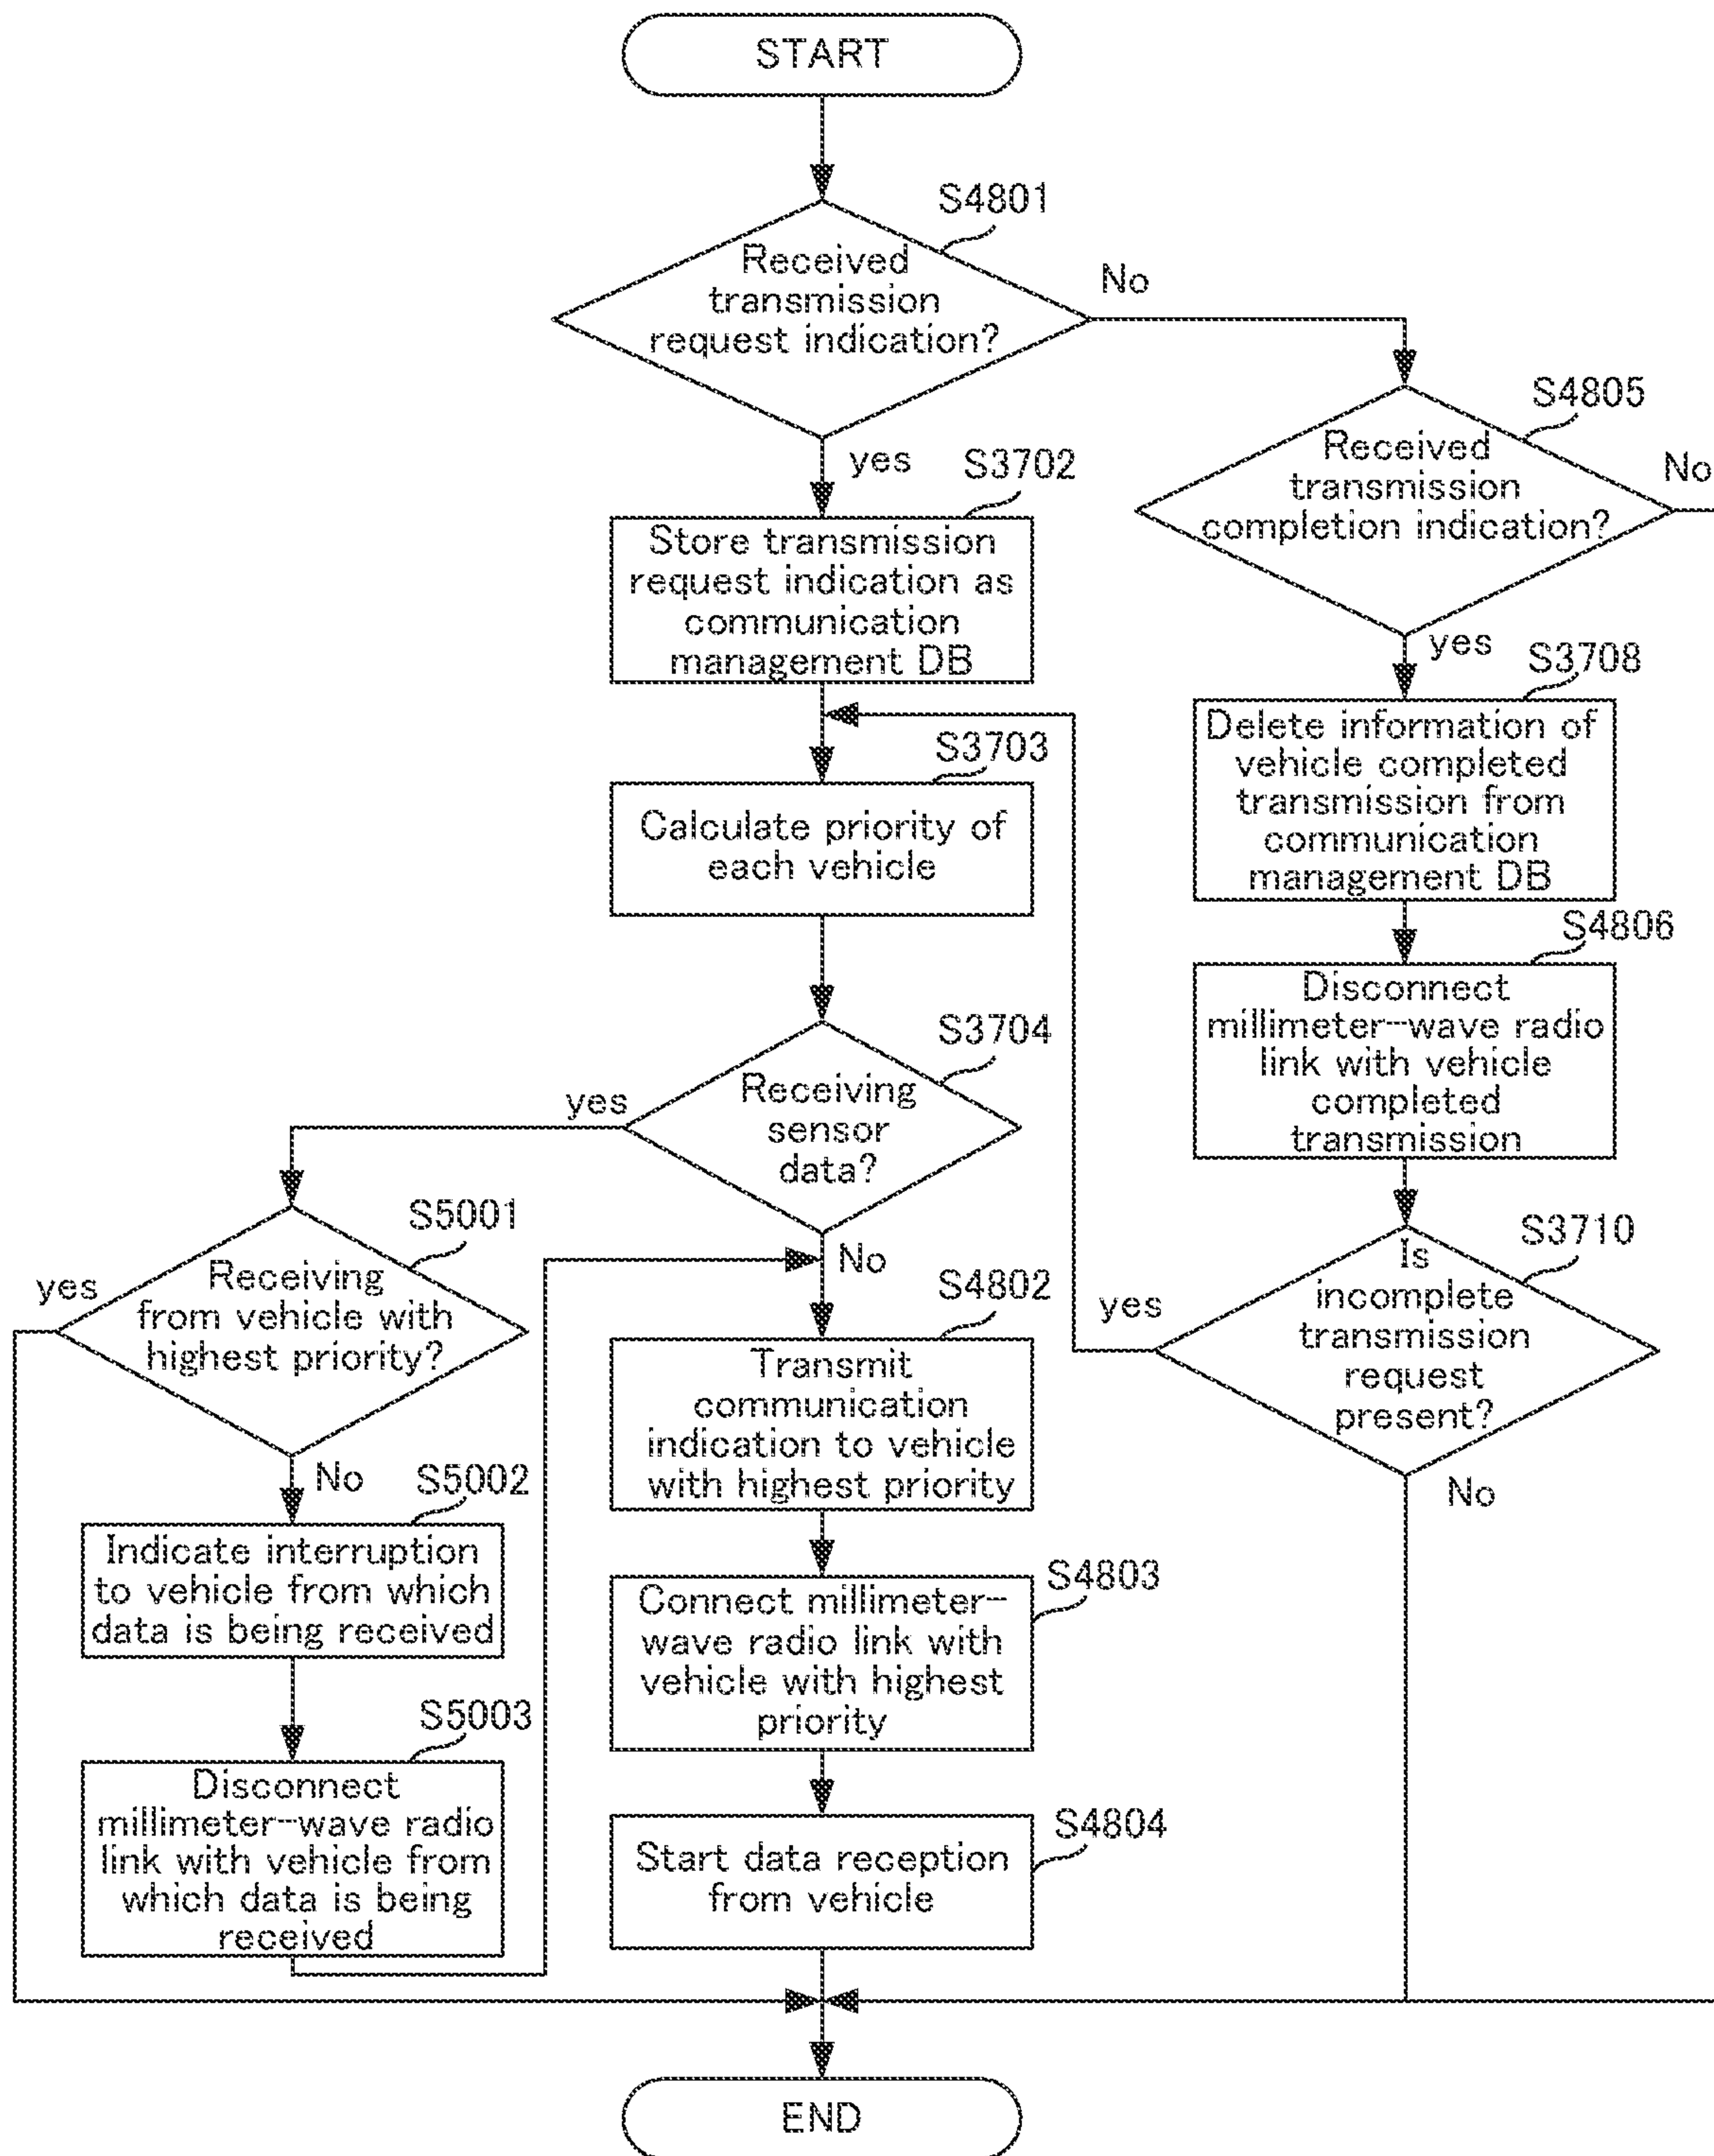 START
S4801
Received
transmission
request indication?
No
yes
S4805
Received
transmission
completion indication?
No
yes
S3702
Store transmission
request indication as
communication
management DB
S3708
Delete information of
vehicle completed
transmission from
communication
management DB
S3703
Calculate priority of
each vehicle
S4806
Disconnect
millimeter-wave radio
link with vehicle
completed
transmission
S3704
Receiving
sensor
data?
yes
No
S5001
Receiving
from vehicle with
highest priority?
yes
No
S3710
Is
incomplete
transmission
request
present?
yes
No
S4802
Transmit
communication
indication to vehicle
with highest priority
S5002
Indicate interruption
to vehicle from which
data is being received
S4803
Connect millimeter-
wave radio link with
vehicle with highest
priority
S5003
Disconnect
millimeter-wave radio
link with vehicle from
which data is being
received
S4804
Start data reception
from vehicle
END